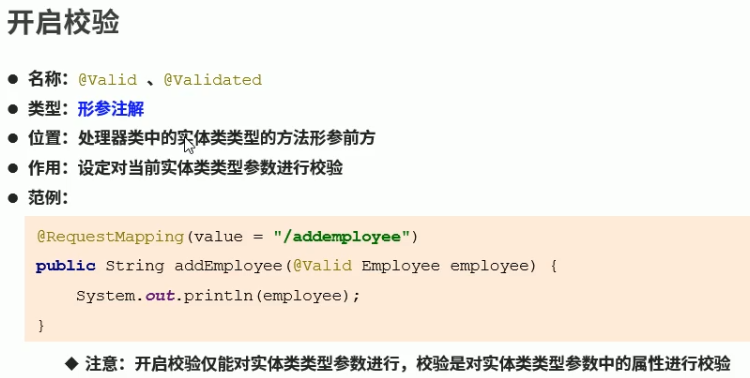 开启校验
● 名称：@Valid 、@Validated
● 类型：形参注解
● 位置：处理器类中的实体类类型的方法形参前方
● 作用：设定对当前实体类类型参数进行校验
● 范例：
@RequestMapping(value = "/addemployee")
public String addEmployee(@Valid Employee employee) {
    System.out.println(employee);
}
◆ 注意：开启校验仅能对实体类类型参数进行，校验是对实体类类型参数中的属性进行校验